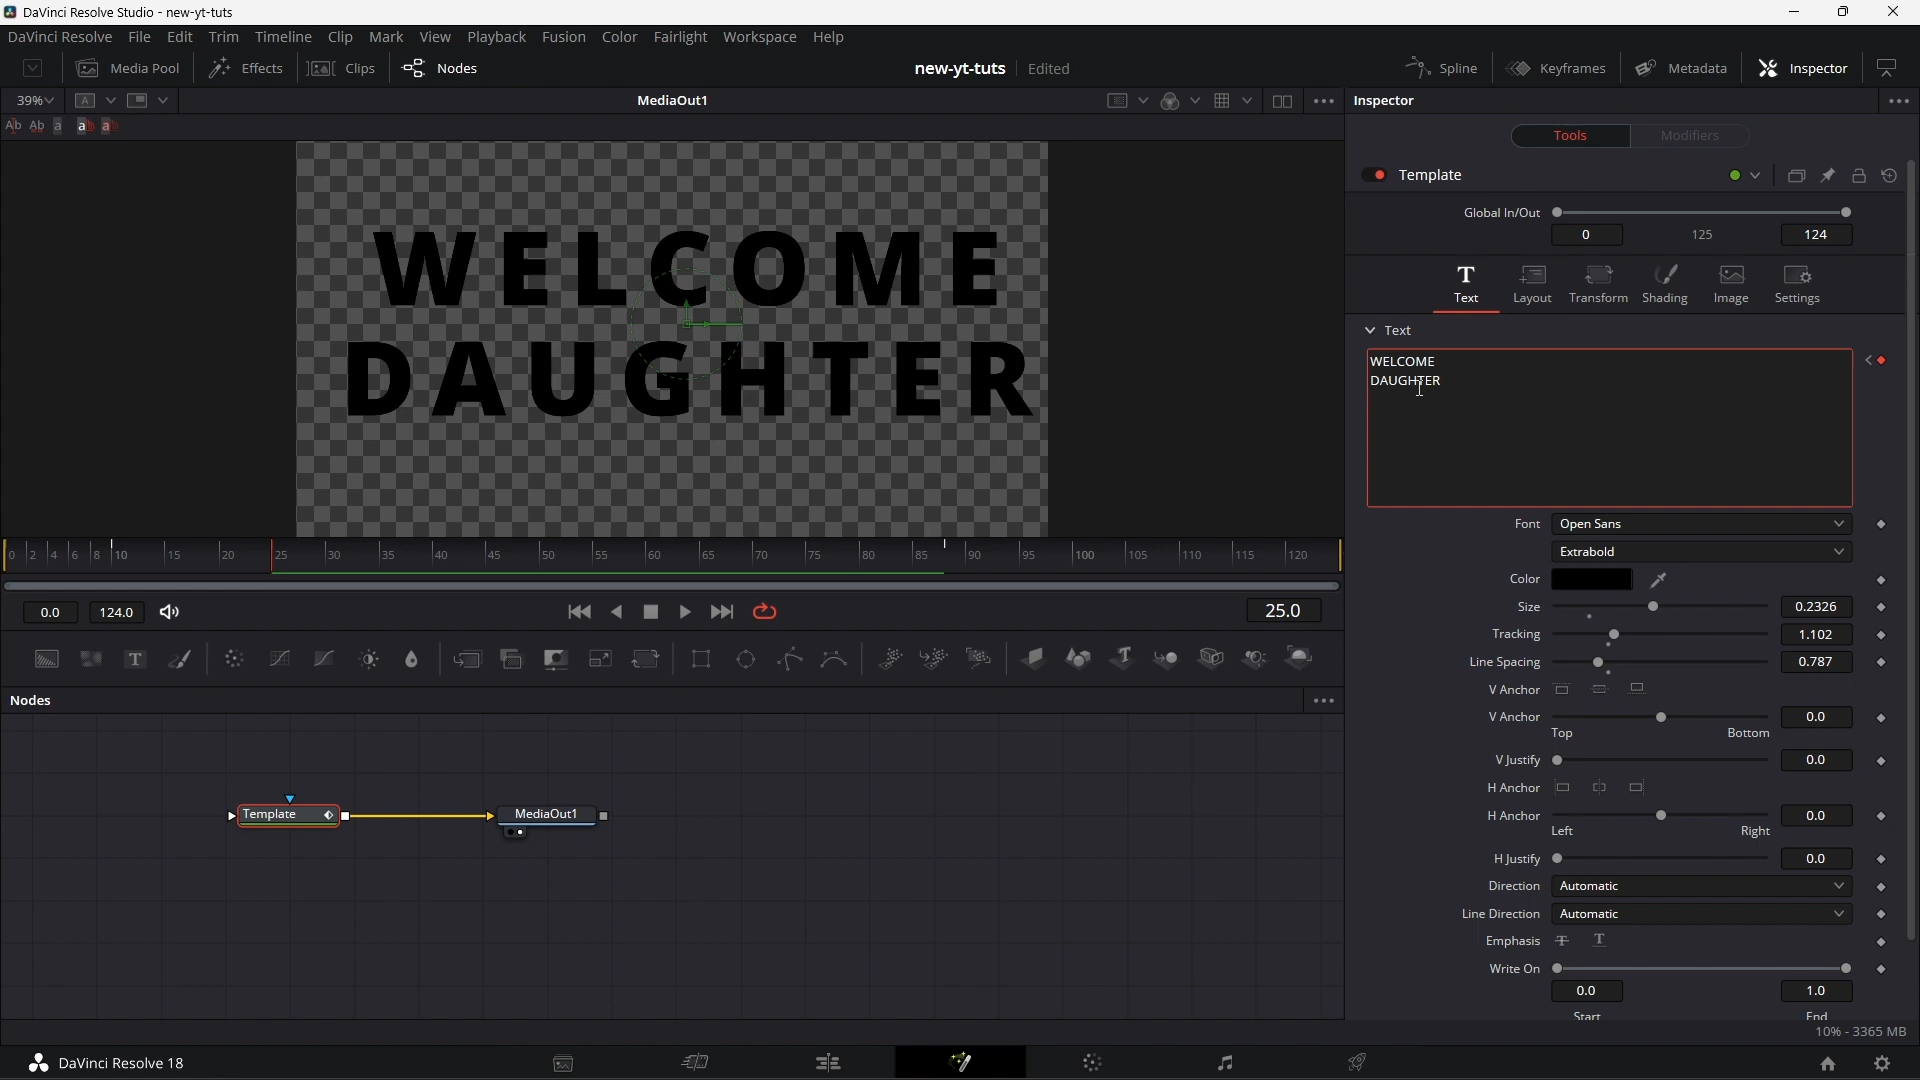 DaVinci Resolve Studio - new-yt-tuts
DaVinci Resolve File Edit Trim Timeline Clip Mark View Playback Fusion Color Fairlight Workspace Help
Media Pool Effects Clips Nodes new-yt-tuts Edited Spline Keyframes Metadata Inspector
39% A MediaOut1 Inspector
Ab Ab a ab ab
Tools Modifiers
Template
Global In/Out
0 125 124
Text Layout Transform Shading Image Settings
Text
WELCOME
DAUGHTER
WELCOME
DAUGHTER
Font Open Sans
Extrabold
Color
Size 0.2326
Tracking 1.102
Line Spacing 0.787
V Anchor
V Anchor 0.0
Top Bottom
V Justify 0.0
H Anchor
H Anchor 0.0
Left Right
H Justify 0.0
Direction Automatic
Line Direction Automatic
Emphasis T T
Write On
0.0 1.0
Start End
0 2 4 6 8 10 15 20 25 30 35 40 45 50 55 60 65 70 75 80 85 90 95 100 105 110 115 120
0.0 124.0 25.0
Nodes
Template MediaOut1
10% - 3365 MB
DaVinci Resolve 18